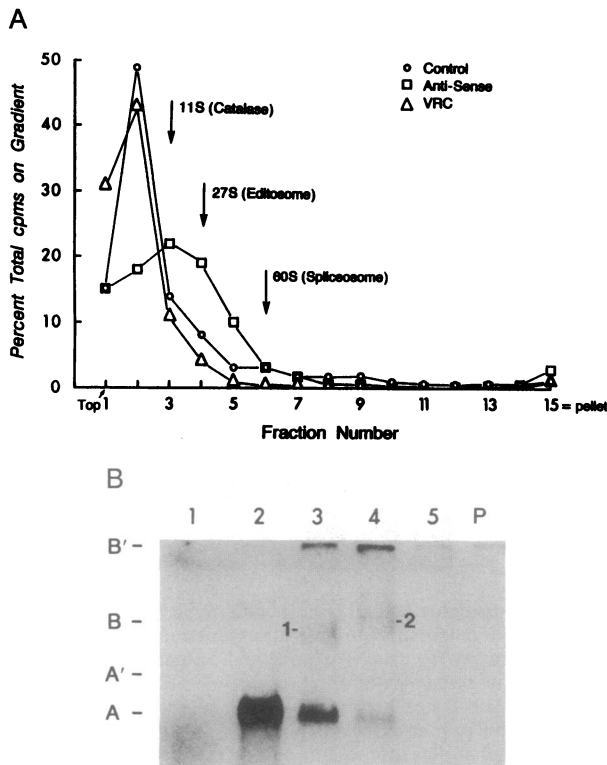 A
Percent Total cpms on Gradient
50
40
30
20
10
0
Control
Anti-Sense
VRC
11S (Catalase)
27S (Editosome)
60S (Spliceosome)
Top 1 3 5 7 9 11 13 15 = pellet
Fraction Number
B
1 2 3 4 5 P
B' –
B –
1-
-2
A' –
A –